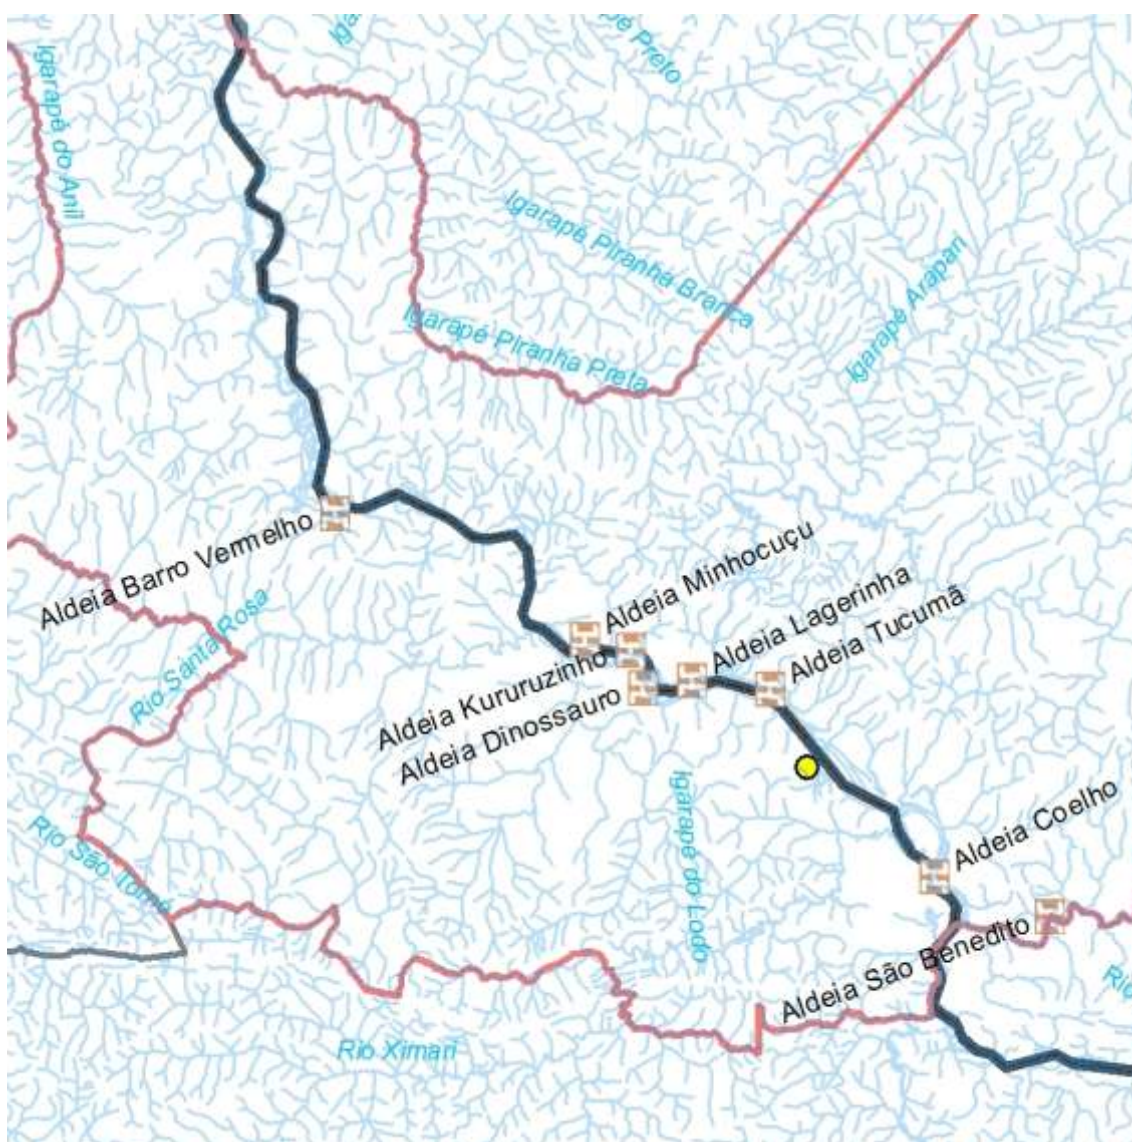 Igarapé do Anil
pé Preto
Igarapé Piranha Branca
Igarapé Arapari
Igarapé Piranha Preta
Aldeia Barro Vermelho
Aldeia Minhocuçu
Rio Santa Rosa
Aldeia Lagerinha
Aldeia Tucumã
Aldeia Kururuzinho
Aldeia Dinossauro
Igarapé do Lodo
Aldeia Coelho
Rio São Tomé
Aldeia São Benedito
Rio Ximari